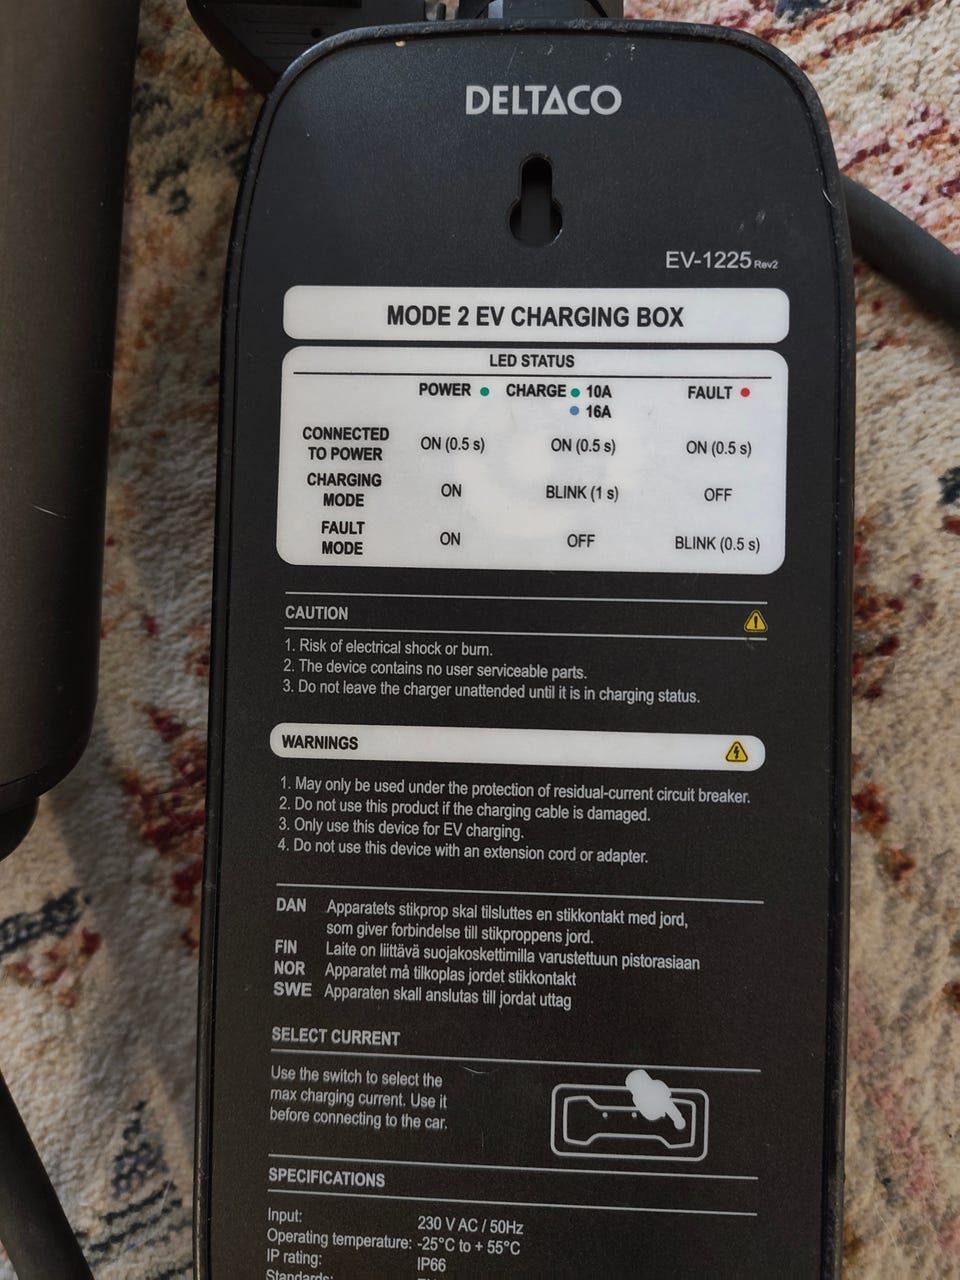 DELTACO
EV-1225 Rev2
MODE 2 EV CHARGING BOX
LED STATUS
POWER CHARGE 10A FAULT
16A
CONNECTED TO POWER ON (0.5 s) ON (0.5 s) ON (0.5 s)
CHARGING MODE ON BLINK (1 s) OFF
FAULT MODE ON OFF BLINK (0.5 s)
CAUTION
1. Risk of electrical shock or burn.
2. The device contains no user serviceable parts.
3. Do not leave the charger unattended until it is in charging status.
WARNINGS
1. May only be used under the protection of residual-current circuit breaker.
2. Do not use this product if the charging cable is damaged.
3. Only use this device for EV charging.
4. Do not use this device with an extension cord or adapter.
DAN Apparatets stikprop skal tilsluttes en stikkontakt med jord,
som giver forbindelse till stikproppens jord.
FIN Laite on liittävä suojakoskettimilla varustettuun pistorasiaan
NOR Apparatet må tilkoplas jordet stikkontakt
SWE Apparaten skall anslutas till jordat uttag
SELECT CURRENT
Use the switch to select the
max charging current. Use it
before connecting to the car.
SPECIFICATIONS
Input: 230 V AC / 50Hz
Operating temperature: -25°C to + 55°C
IP rating: IP66
Standards: